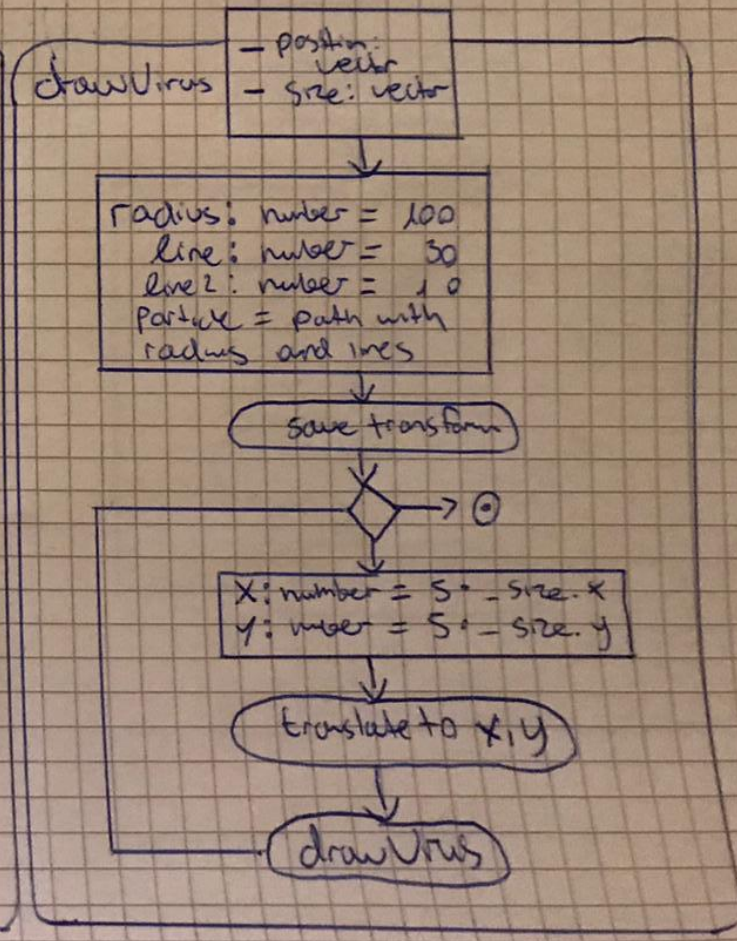 drawVirus
- position:
vector
- size: vector
radius: number = 100
line: number = 30
line2: number = 10
particle = path with
radius and lines
save transform
X: number = 5 · _size.x
Y: number = 5 · _size.y
translate to x,y
drawVirus